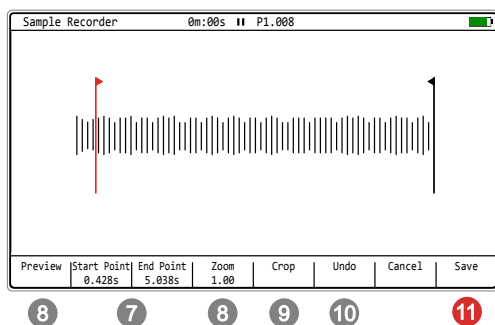 Sample Recorder 0m:00s P1.008
Preview Start Point End Point Zoom Crop Undo Cancel Save
0.428s 5.038s 1.00
8 7 8 9 10 11